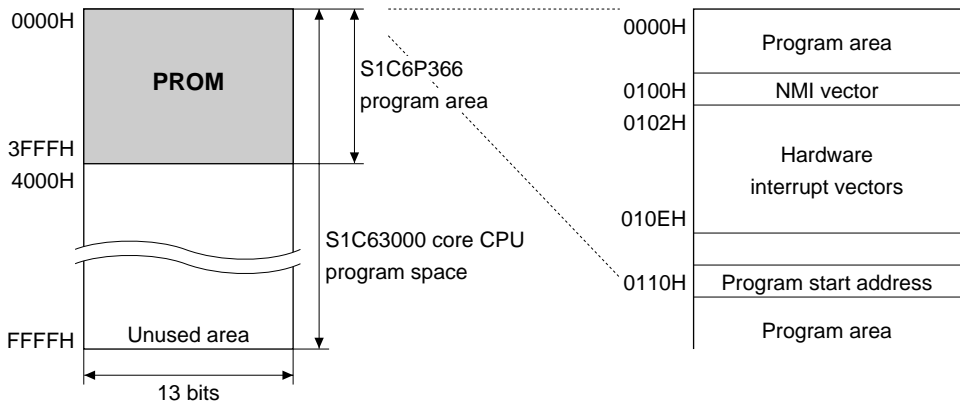 0000H
PROM
3FFFH
4000H
FFFFH
Unused area
13 bits
S1C6P366
program area
S1C63000 core CPU
program space
0000H
Program area
0100H
NMI vector
0102H
Hardware
interrupt vectors
010EH
0110H
Program start address
Program area